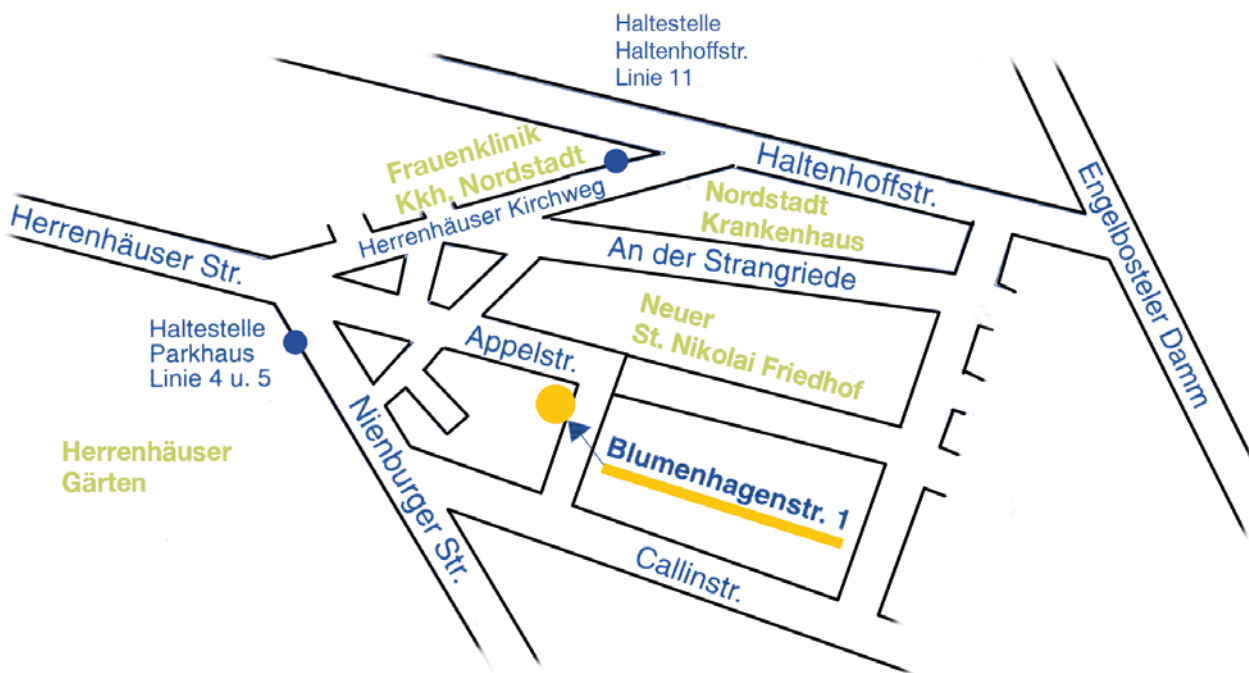 Haltestelle
Haltenhoffstr.
Linie 11
Frauenklinik
Kkh. Nordstadt
Haltenhoffstr.
Engelbosteler Damm
Herrenhäuser Kirchweg
Nordstadt
Krankenhaus
Herrenhäuser Str.
An der Strangriede
Neuer
St. Nikolai Friedhof
Haltestelle
Parkhaus
Linie 4 u. 5
Appelstr.
Nienburger Str.
Herrenhäuser
Gärten
Blumenhagenstr. 1
Callinstr.